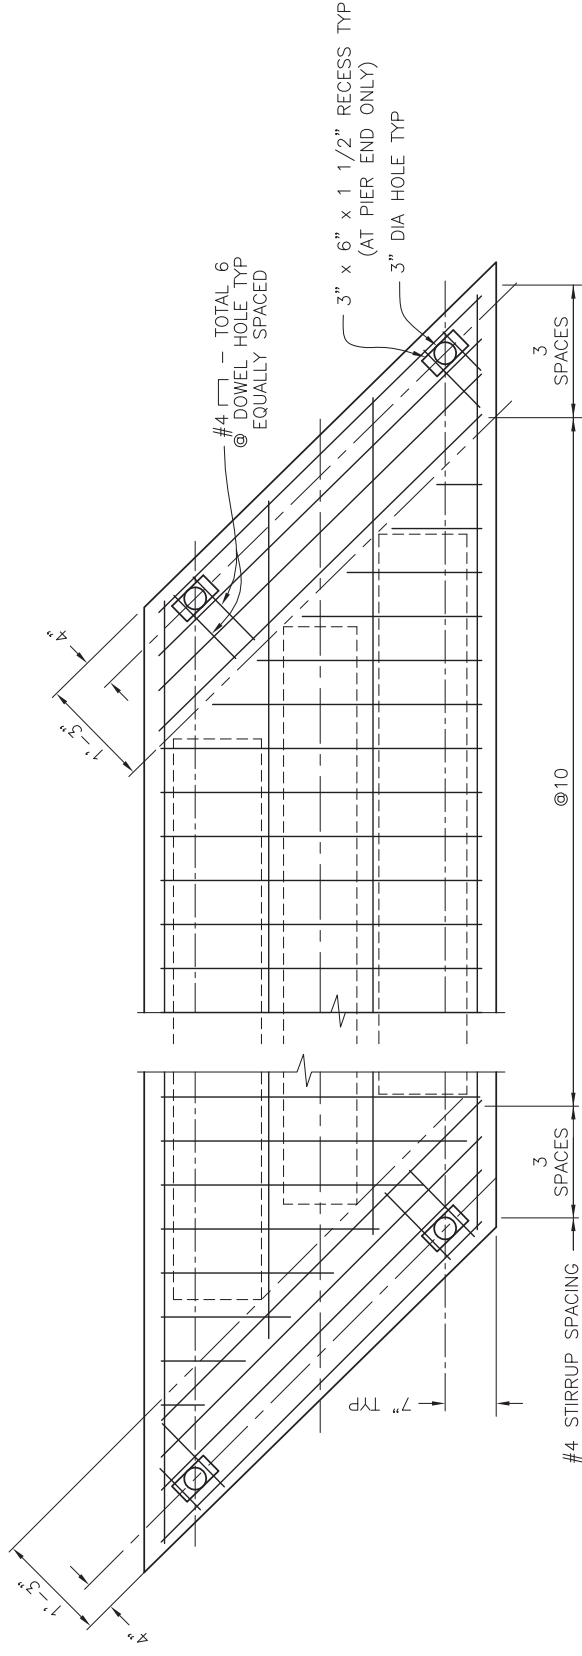 3" x 6" x 1 1/2" RECESS TYP
(AT PIER END ONLY)
3" DIA HOLE TYP
#4 - TOTAL 6
@ DOWEL HOLE TYP
EQUALLY SPACED
4"
1'-3"
3
SPACES
@10
3
SPACES
7" TYP
#4 STIRRUP SPACING
1'-3"
4"